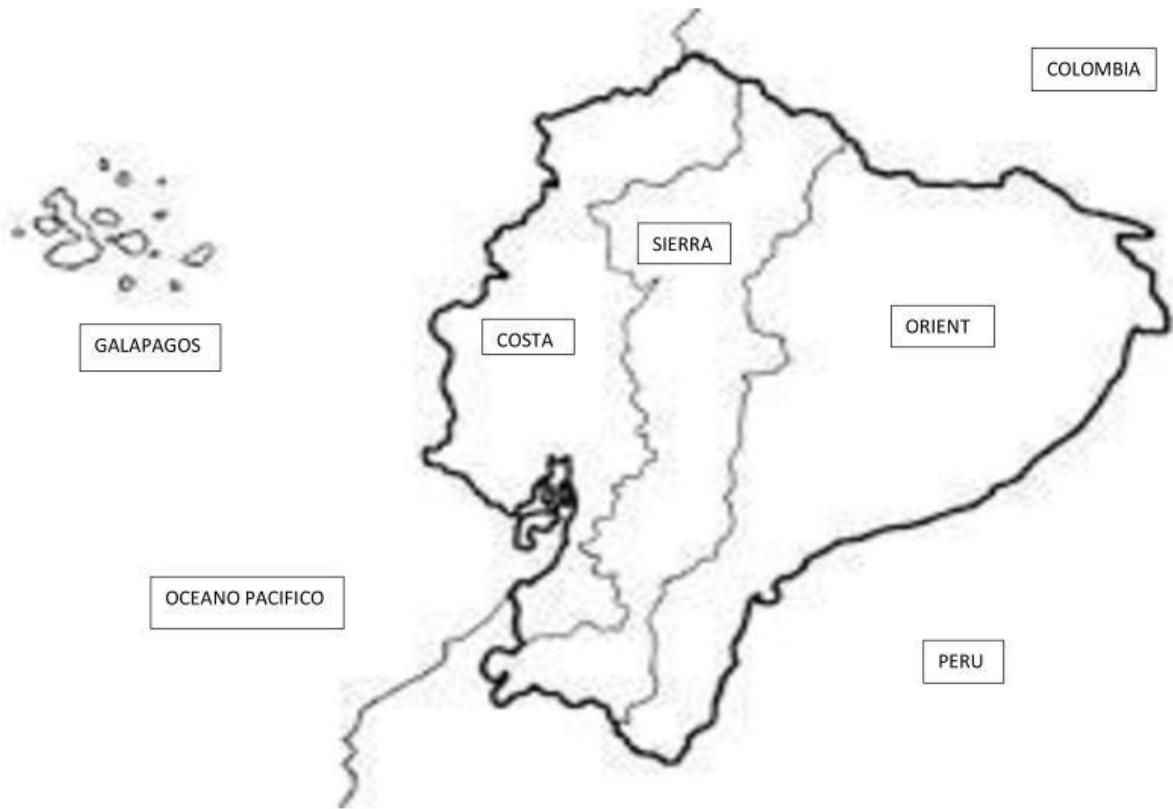 COLOMBIA
SIERRA
ORIENT
COSTA
GALAPAGOS
OCEANO PACIFICO
PERU